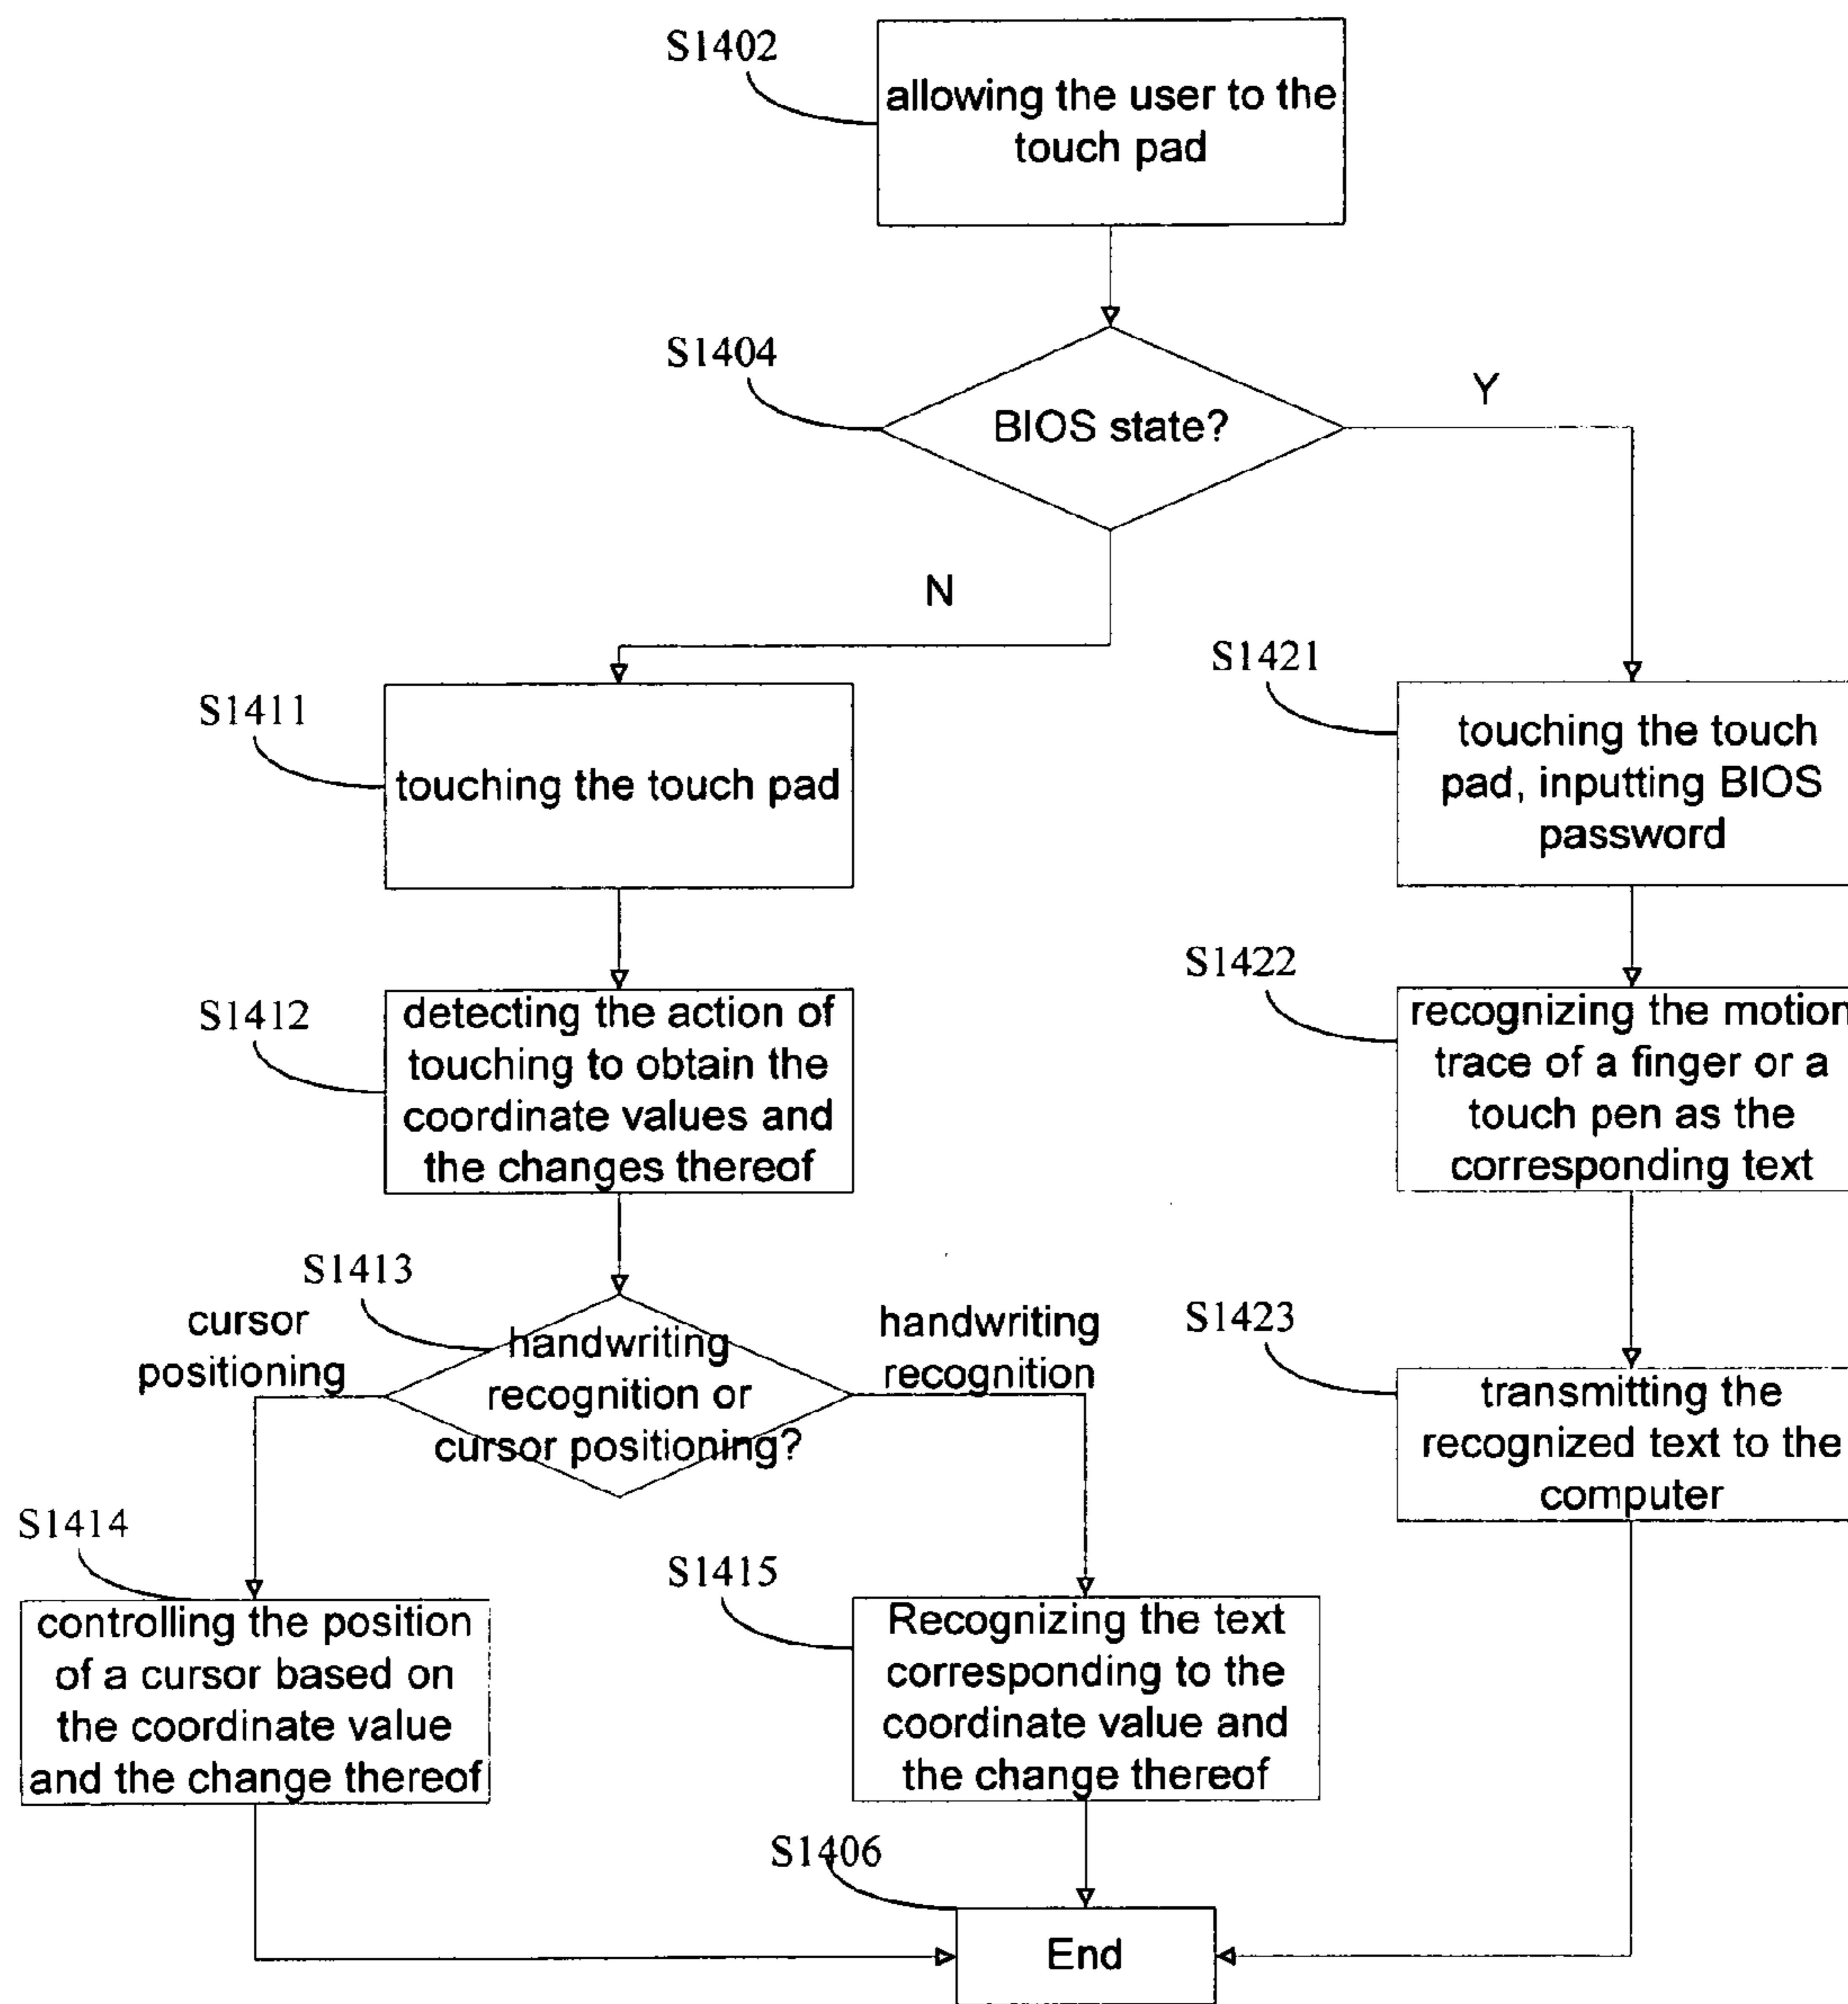 S1402
allowing the user to the
touch pad
S1404
BIOS state?
Y
N
S1411
touching the touch pad
S1421
touching the touch
pad, inputting BIOS
password
S1412
detecting the action of
touching to obtain the
coordinate values and
the changes thereof
S1422
recognizing the motion
trace of a finger or a
touch pen as the
corresponding text
S1413
cursor
positioning
handwriting
recognition or
cursor positioning?
handwriting
recognition
S1423
transmitting the
recognized text to the
computer
S1414
controlling the position
of a cursor based on
the coordinate value
and the change thereof
S1415
Recognizing the text
corresponding to the
coordinate value and
the change thereof
S1406
End